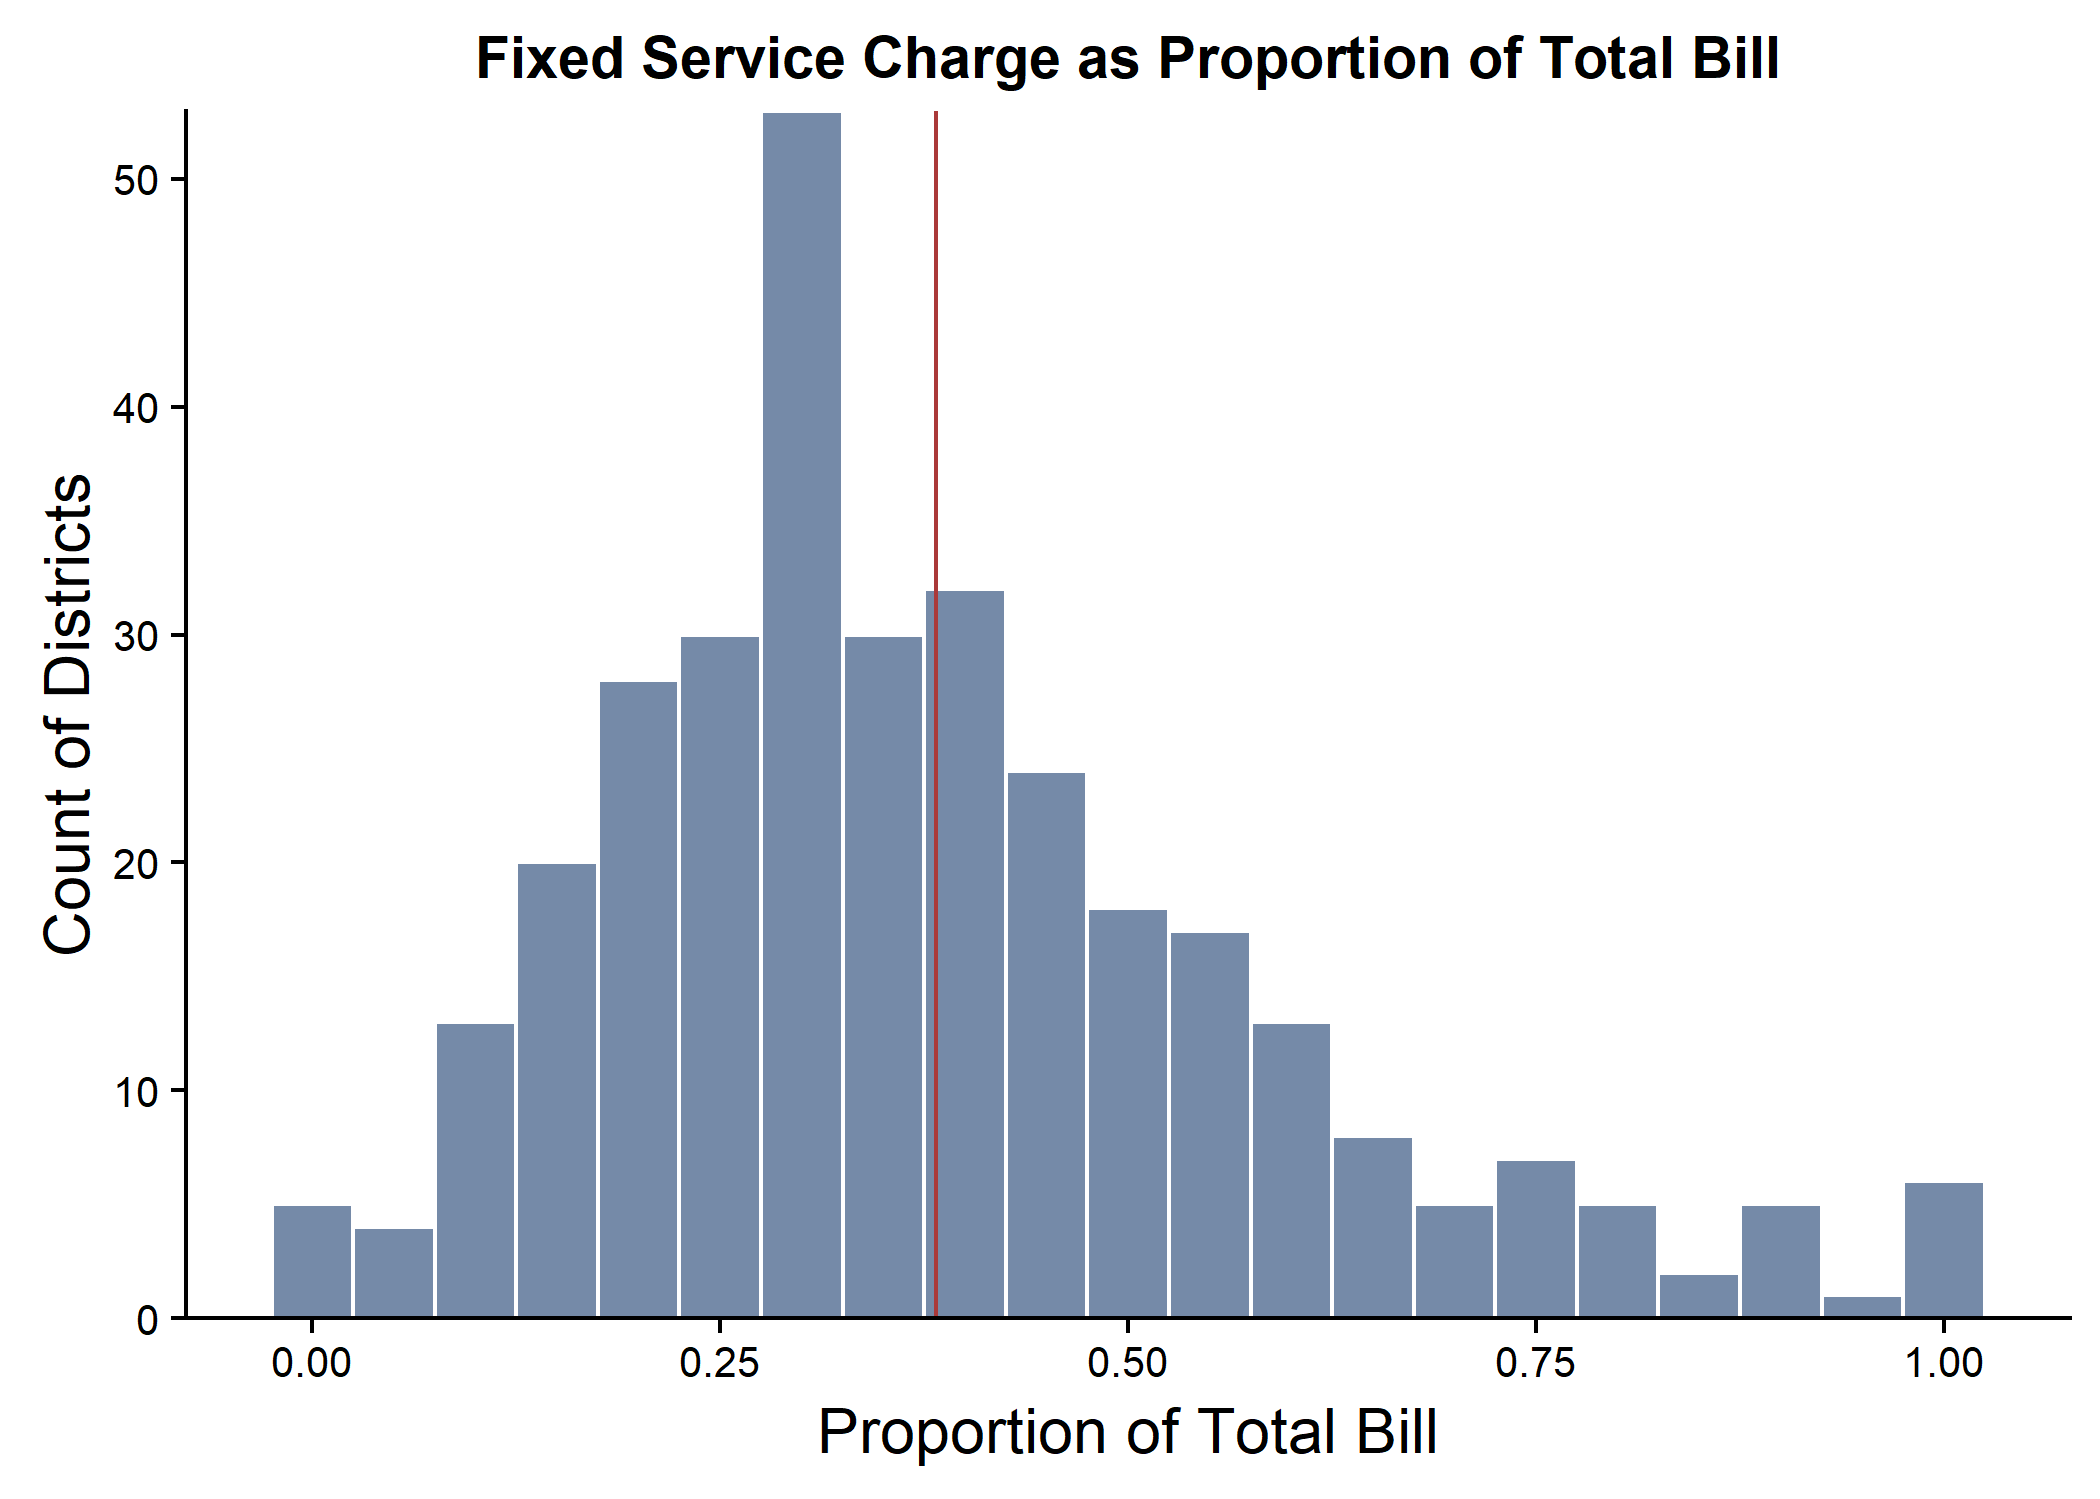 Fixed Service Charge as Proportion of Total Bill
Count of Districts
50
40
30
20
10
0
0.00 0.25 0.50 0.75 1.00
Proportion of Total Bill